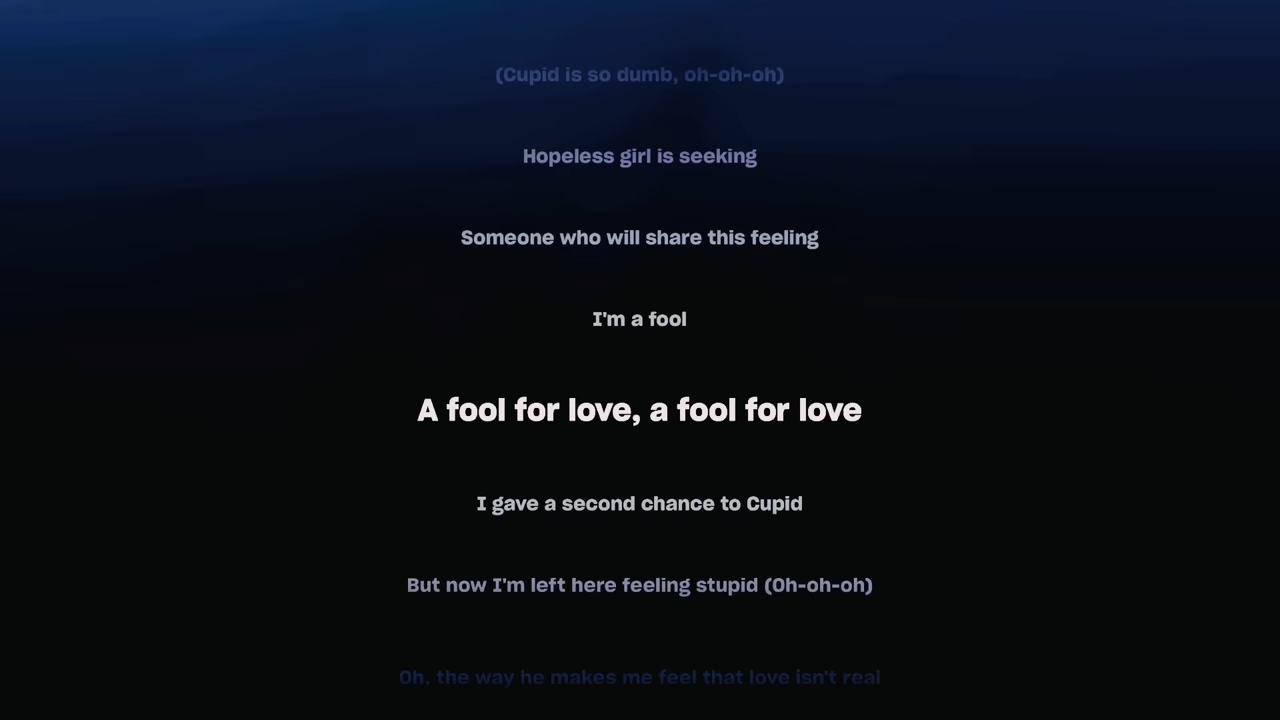 (Cupid is so dumb, oh-oh-oh)
Hopeless girl is seeking
Someone who will share this feeling
I'm a fool
A fool for love, a fool for love
I gave a second chance to Cupid
But now I'm left here feeling stupid (Oh-oh-oh)
Oh, the way he makes me feel that love isn't real